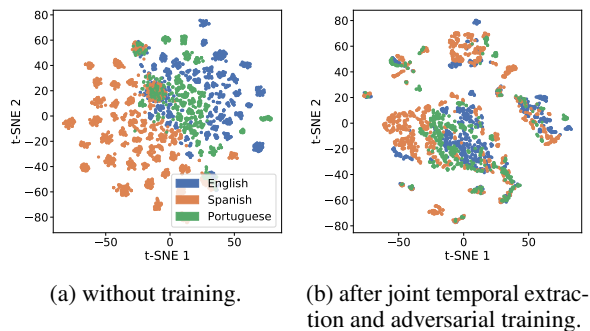 80
60
40
20
0
−20
−40
−60
−80
t-SNE 2
−50
0
50
t-SNE 1
English
Spanish
Portuguese
(a) without training.
80
60
40
20
0
−20
−40
−60
−80
t-SNE 2
−50
0
50
t-SNE 1
(b) after joint temporal extrac-
tion and adversarial training.